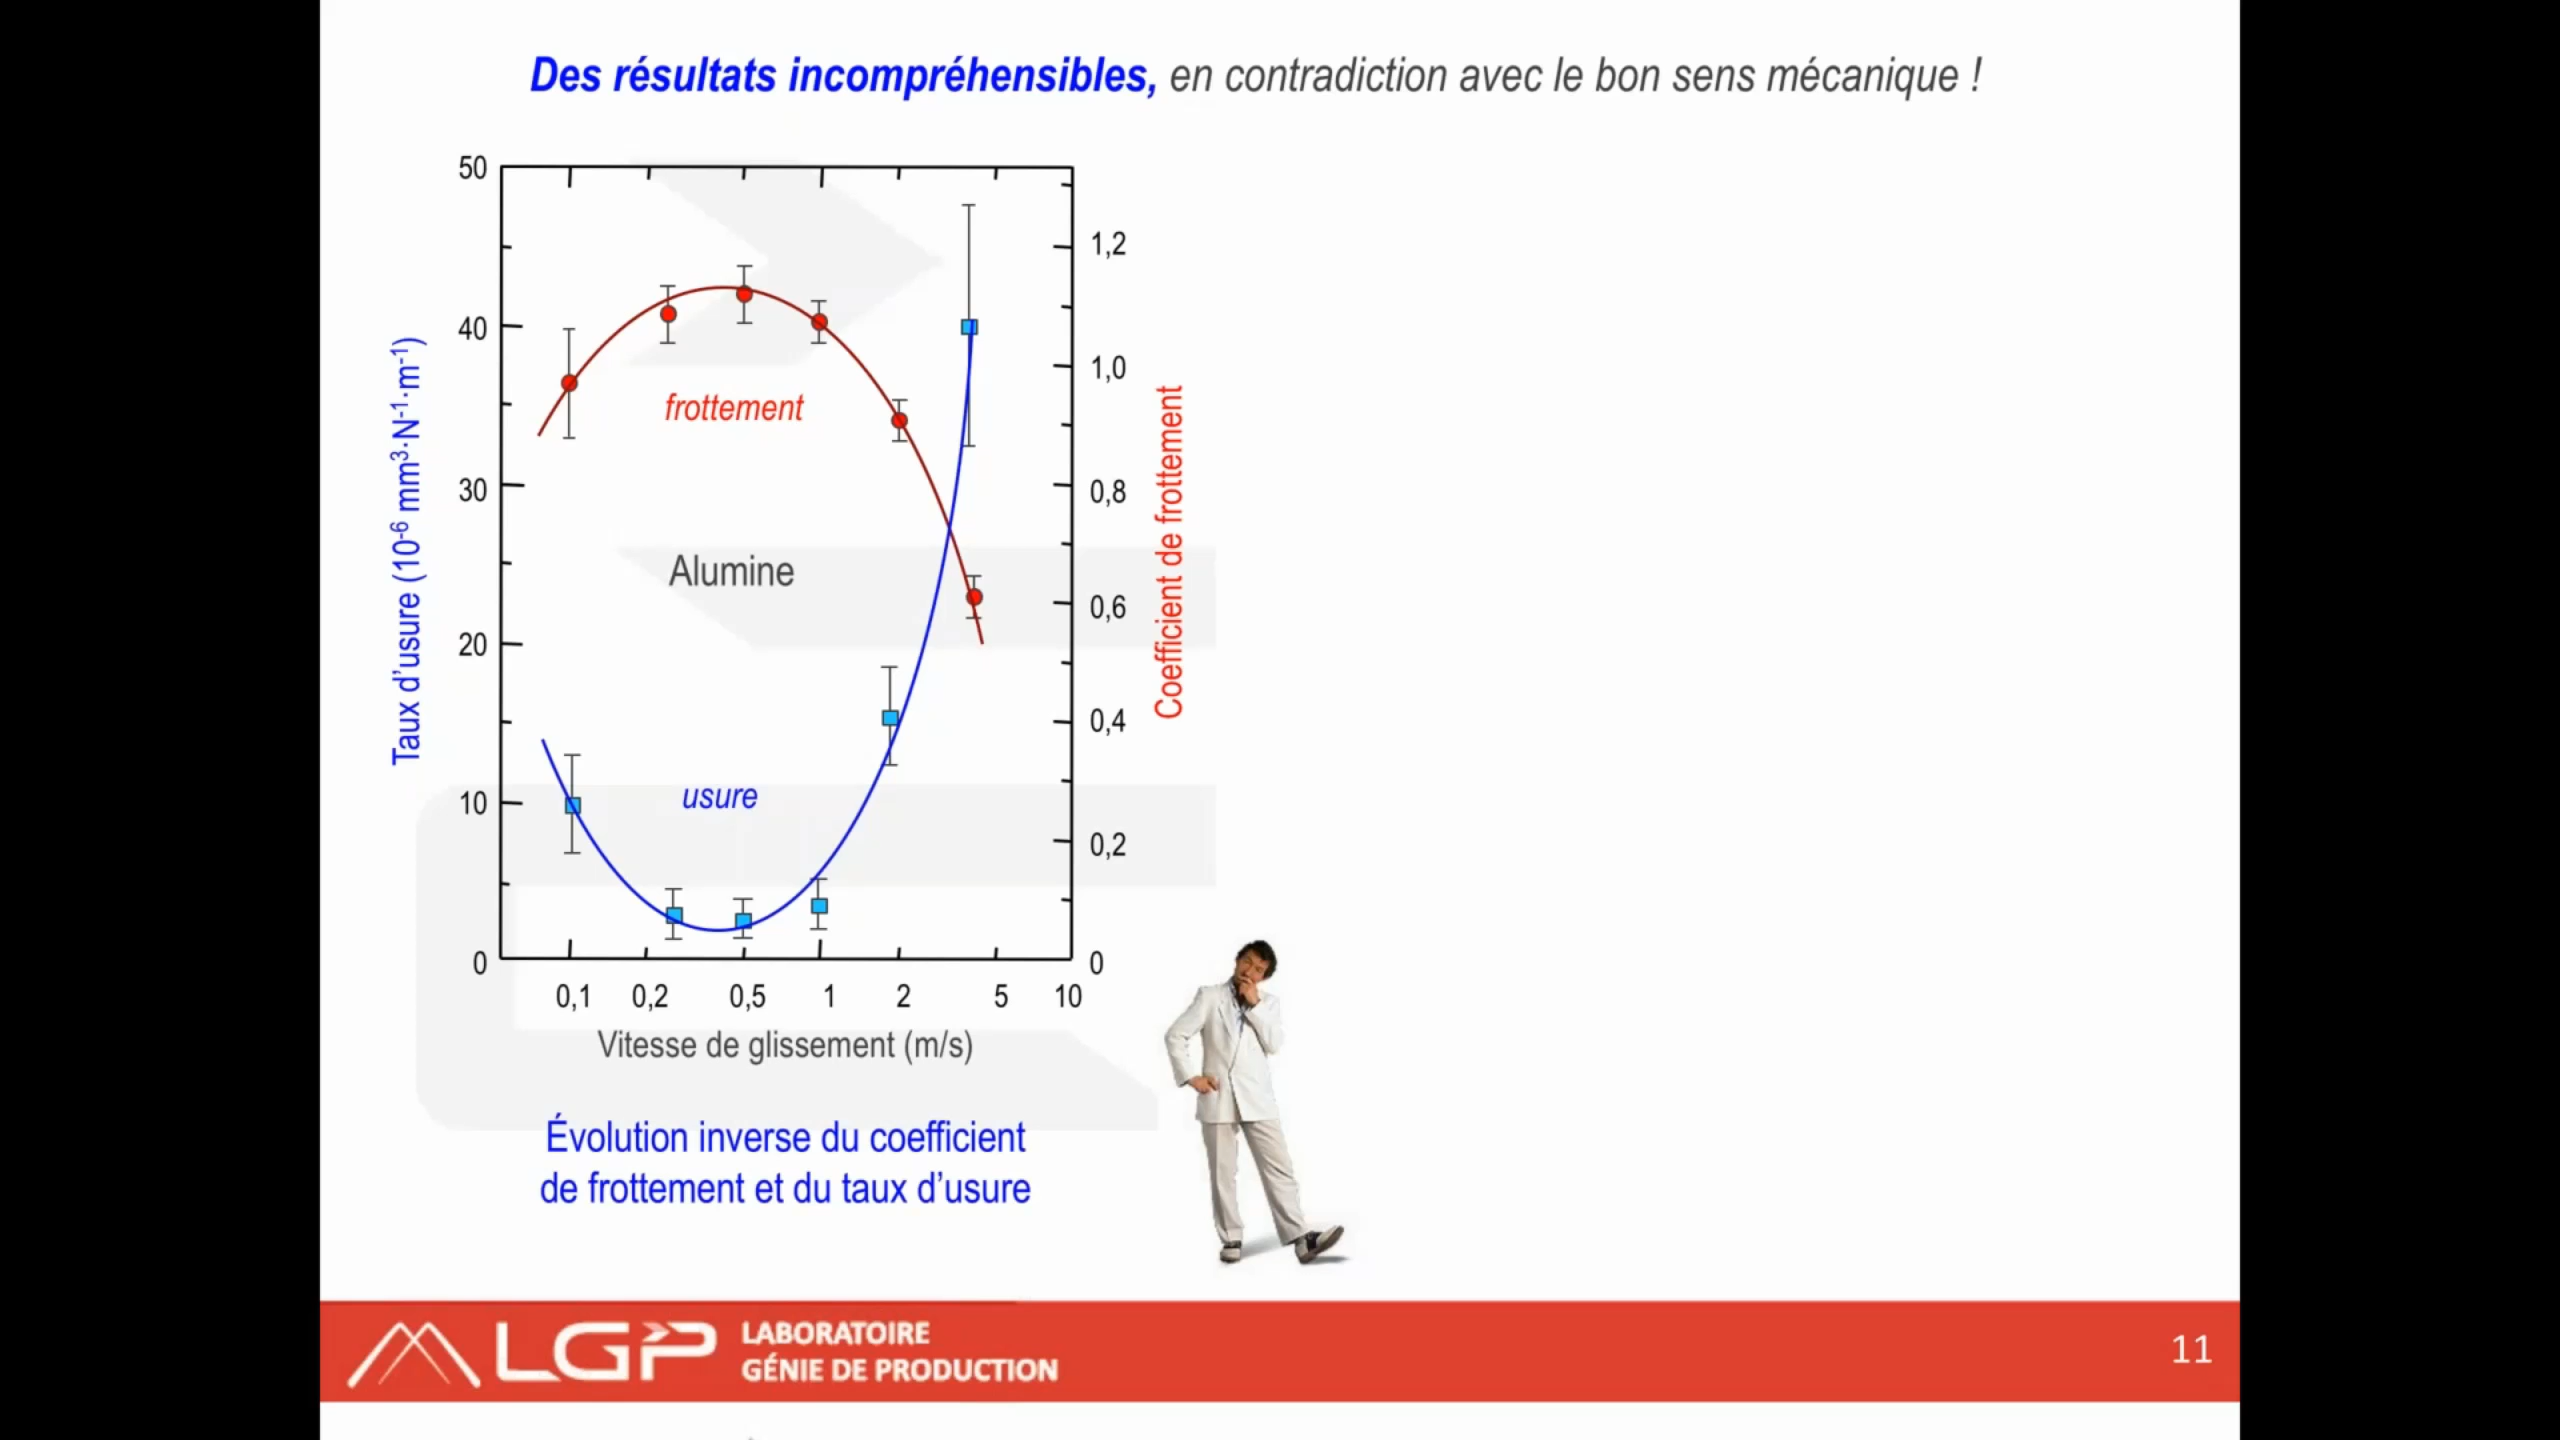 Des résultats incompréhensibles, en contradiction avec le bon sens mécanique !
50
40
30
20
10
0
Taux d'usure (10⁻⁶ mm³·N⁻¹·m⁻¹)
frottement
Alumine
usure
1,2
1,0
0,8
0,6
0,4
0,2
0
Coefficient de frottement
0,1 0,2 0,5 1 2 5 10
Vitesse de glissement (m/s)
Évolution inverse du coefficient
de frottement et du taux d'usure
LGP
LABORATOIRE
GÉNIE DE PRODUCTION
11